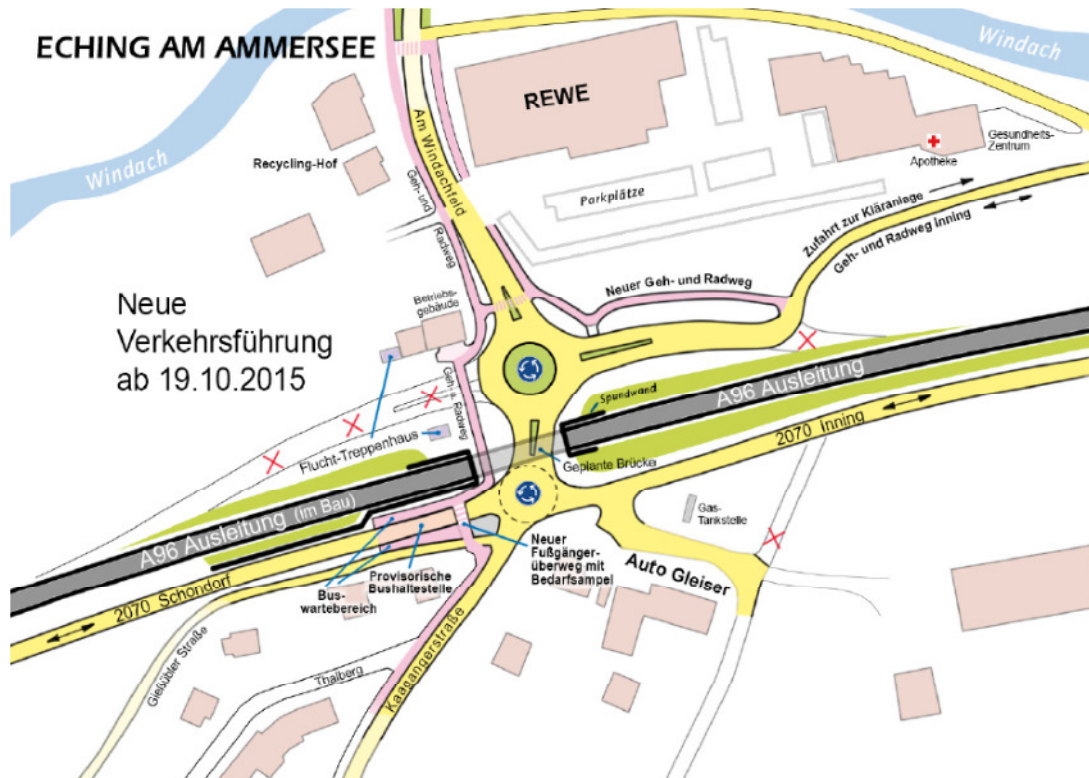 ECHING AM AMMERSEE
Windach
Windach
REWE
Am Windachfeld
Recycling-Hof
Geh- und
Radweg
Apotheke
Gesundheits-
Zentrum
Parkplätze
Zufahrt zur Kläranlage
Geh- und Radweg Inning
Neuer Geh- und Radweg
Neue
Verkehrsführung
ab 19.10.2015
Betriebs-
gebäude
Geh- u. Radweg
Spundwand
A96 Ausleitung
2070 Inning
Flucht-Treppenhaus
Geplante Brücke
A96 Ausleitung (im Bau)
Gas-
Tankstelle
Neuer
Fußgänger-
überweg mit
Bedarfsampel
Auto Gleiser
Provisorische
Bushaltestelle
Bus-
wartebereich
2070 Schondorf
Gießübler Straße
Thalberg
Kaagangerstraße